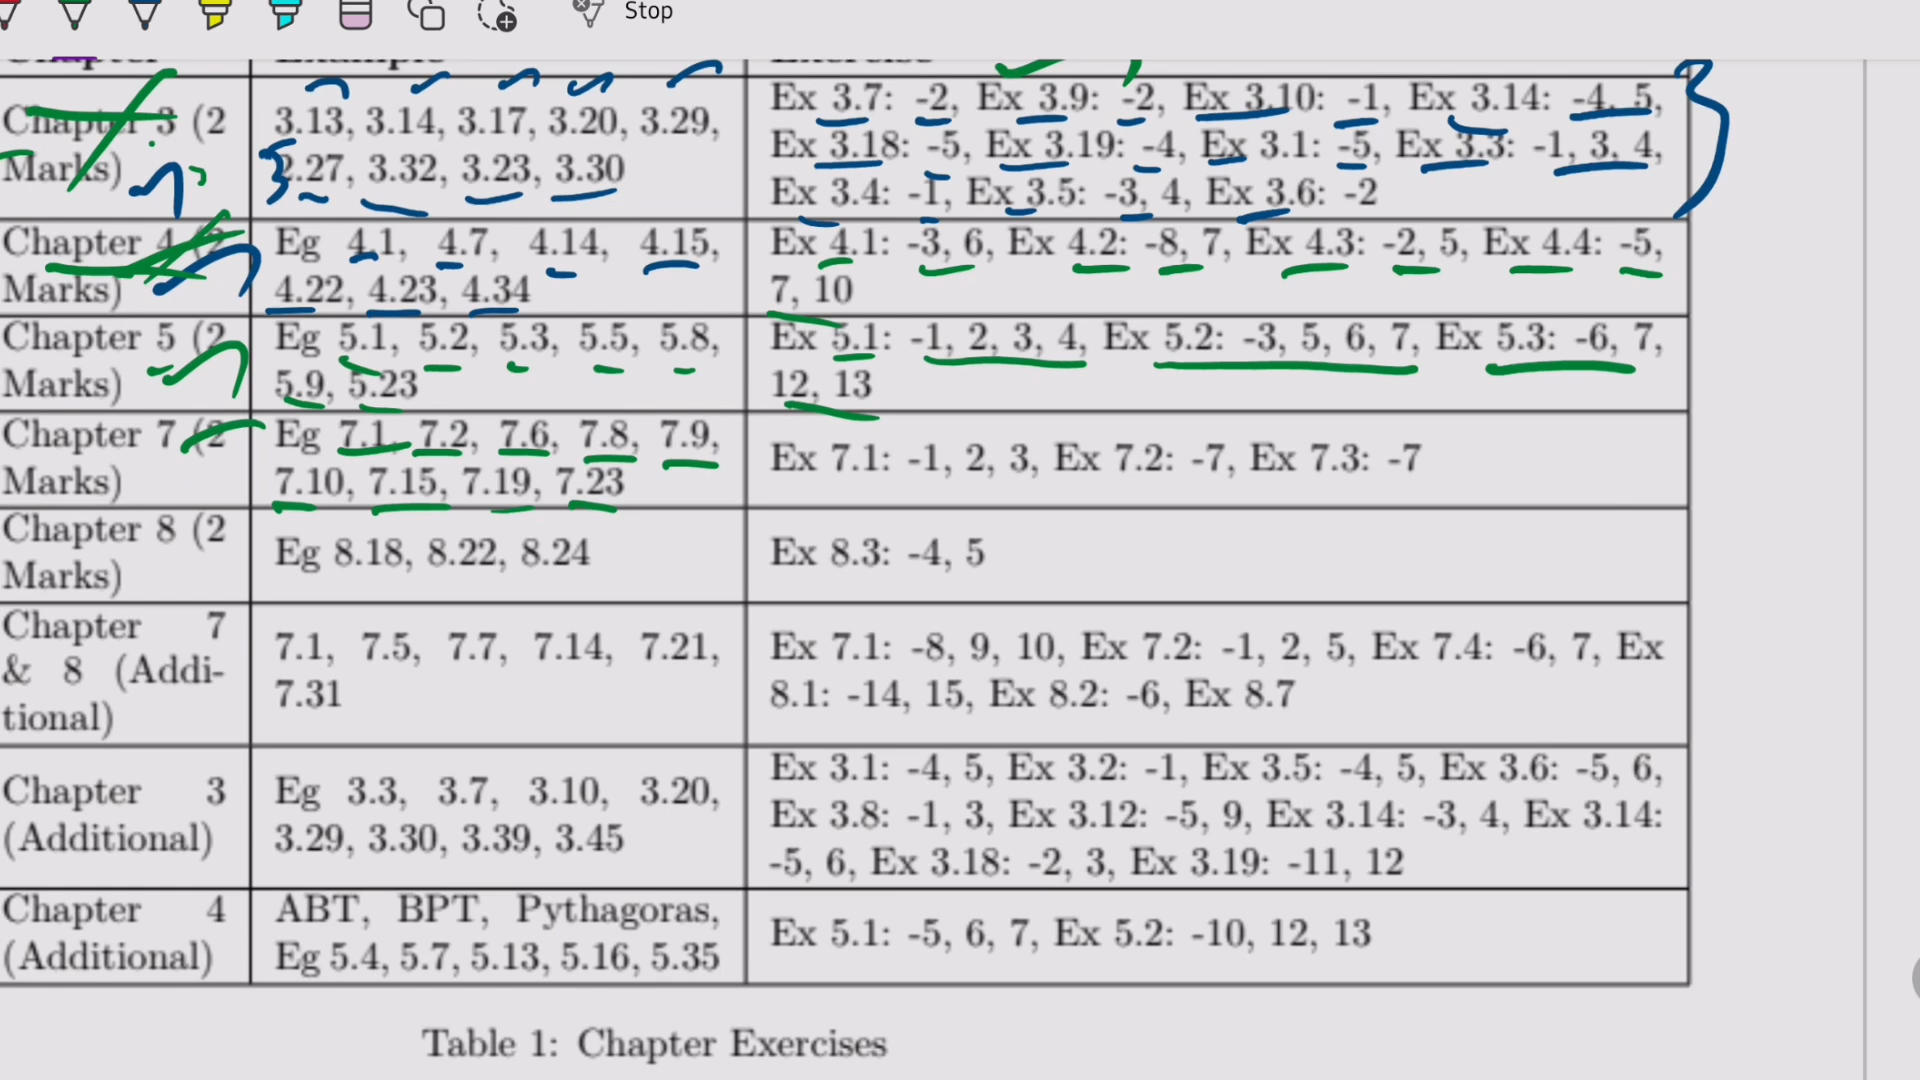 Stop
Chapter Example Exercise
Chapter 3 (2 Marks)
3.13, 3.14, 3.17, 3.20, 3.29,
2.27, 3.32, 3.23, 3.30
Ex 3.7: -2, Ex 3.9: -2, Ex 3.10: -1, Ex 3.14: -4, 5,
Ex 3.18: -5, Ex 3.19: -4, Ex 3.1: -5, Ex 3.3: -1, 3, 4,
Ex 3.4: -1, Ex 3.5: -3, 4, Ex 3.6: -2
Chapter 4 (2
Marks)
Eg 4.1, 4.7, 4.14, 4.15,
4.22, 4.23, 4.34
Ex 4.1: -3, 6, Ex 4.2: -8, 7, Ex 4.3: -2, 5, Ex 4.4: -5,
7, 10
Chapter 5 (2
Marks)
Eg 5.1, 5.2, 5.3, 5.5, 5.8,
5.9, 5.23
Ex 5.1: -1, 2, 3, 4, Ex 5.2: -3, 5, 6, 7, Ex 5.3: -6, 7,
12, 13
Chapter 7 (2
Marks)
Eg 7.1, 7.2, 7.6, 7.8, 7.9,
7.10, 7.15, 7.19, 7.23
Ex 7.1: -1, 2, 3, Ex 7.2: -7, Ex 7.3: -7
Chapter 8 (2
Marks)
Eg 8.18, 8.22, 8.24
Ex 8.3: -4, 5
Chapter 7
& 8 (Addi-
tional)
7.1, 7.5, 7.7, 7.14, 7.21,
7.31
Ex 7.1: -8, 9, 10, Ex 7.2: -1, 2, 5, Ex 7.4: -6, 7, Ex
8.1: -14, 15, Ex 8.2: -6, Ex 8.7
Chapter 3
(Additional)
Eg 3.3, 3.7, 3.10, 3.20,
3.29, 3.30, 3.39, 3.45
Ex 3.1: -4, 5, Ex 3.2: -1, Ex 3.5: -4, 5, Ex 3.6: -5, 6,
Ex 3.8: -1, 3, Ex 3.12: -5, 9, Ex 3.14: -3, 4, Ex 3.14:
-5, 6, Ex 3.18: -2, 3, Ex 3.19: -11, 12
Chapter 4
(Additional)
ABT, BPT, Pythagoras,
Eg 5.4, 5.7, 5.13, 5.16, 5.35
Ex 5.1: -5, 6, 7, Ex 5.2: -10, 12, 13
Table 1: Chapter Exercises